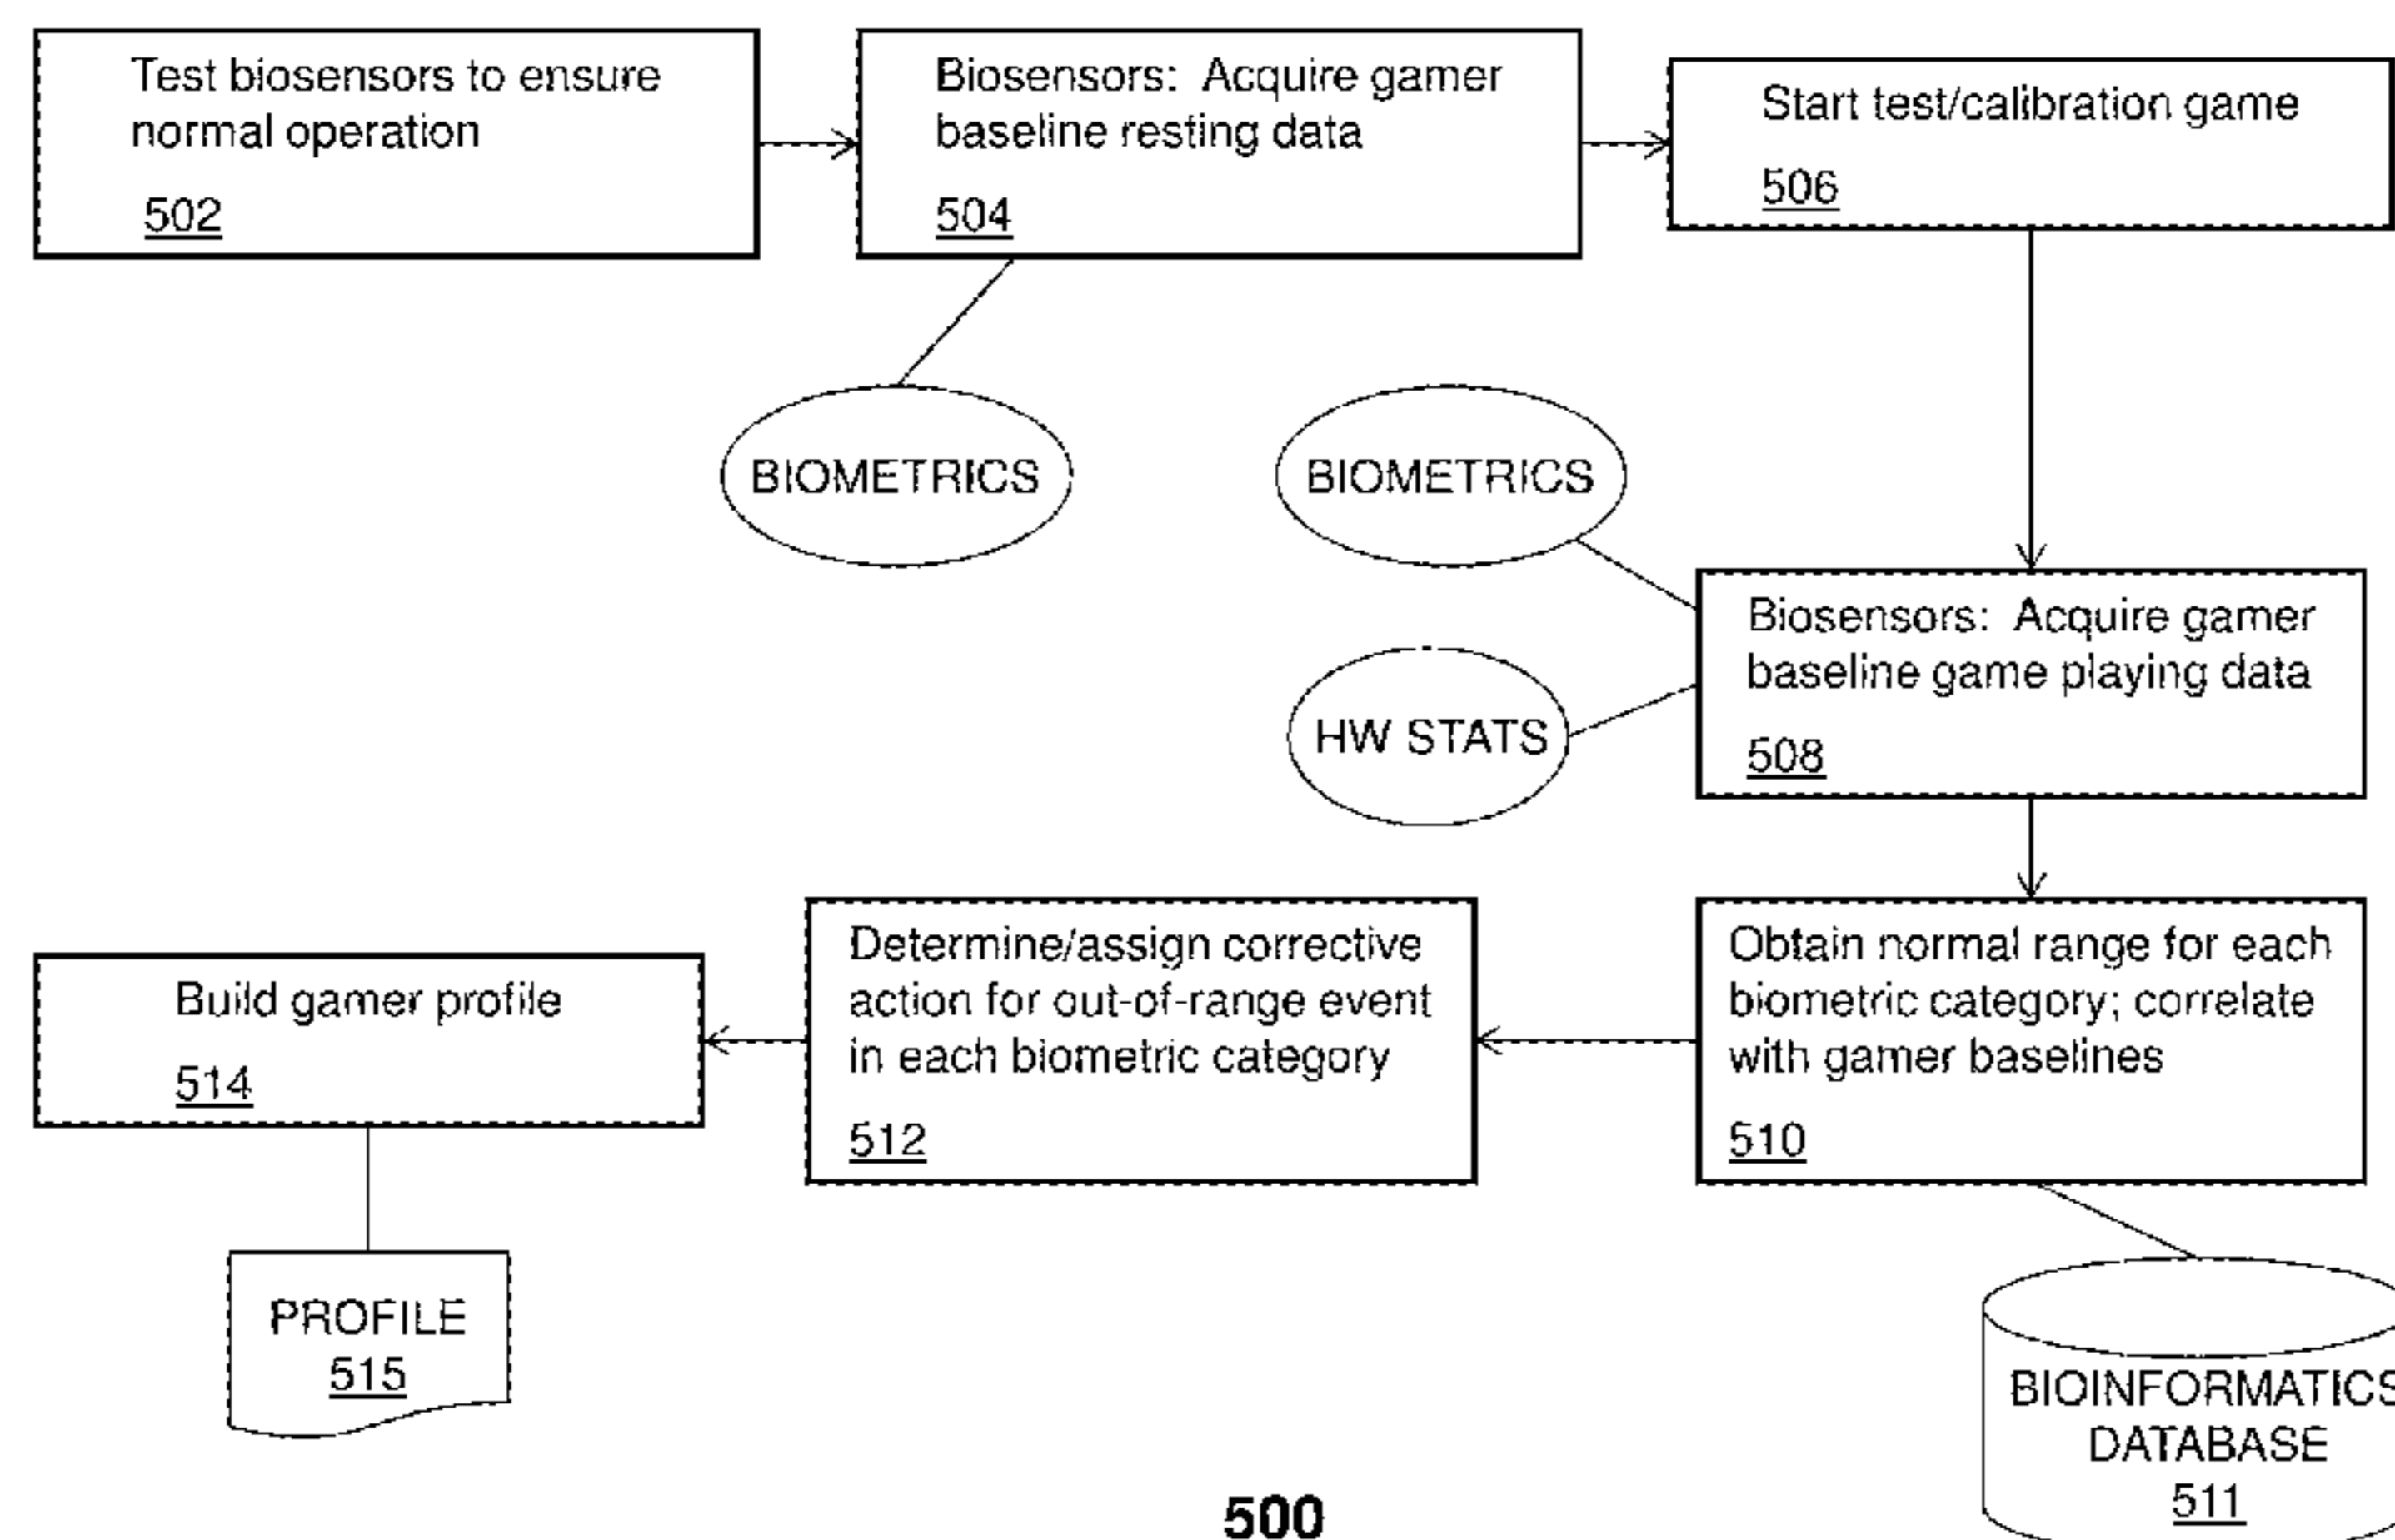 Test biosensors to ensure
normal operation
502
Biosensors: Acquire gamer
baseline resting data
504
Start test/calibration game
506
BIOMETRICS
BIOMETRICS
HW STATS
Biosensors: Acquire gamer
baseline game playing data
508
Build gamer profile
514
Determine/assign corrective
action for out-of-range event
in each biometric category
512
Obtain normal range for each
biometric category; correlate
with gamer baselines
510
PROFILE
515
BIOINFORMATICS
DATABASE
511
500